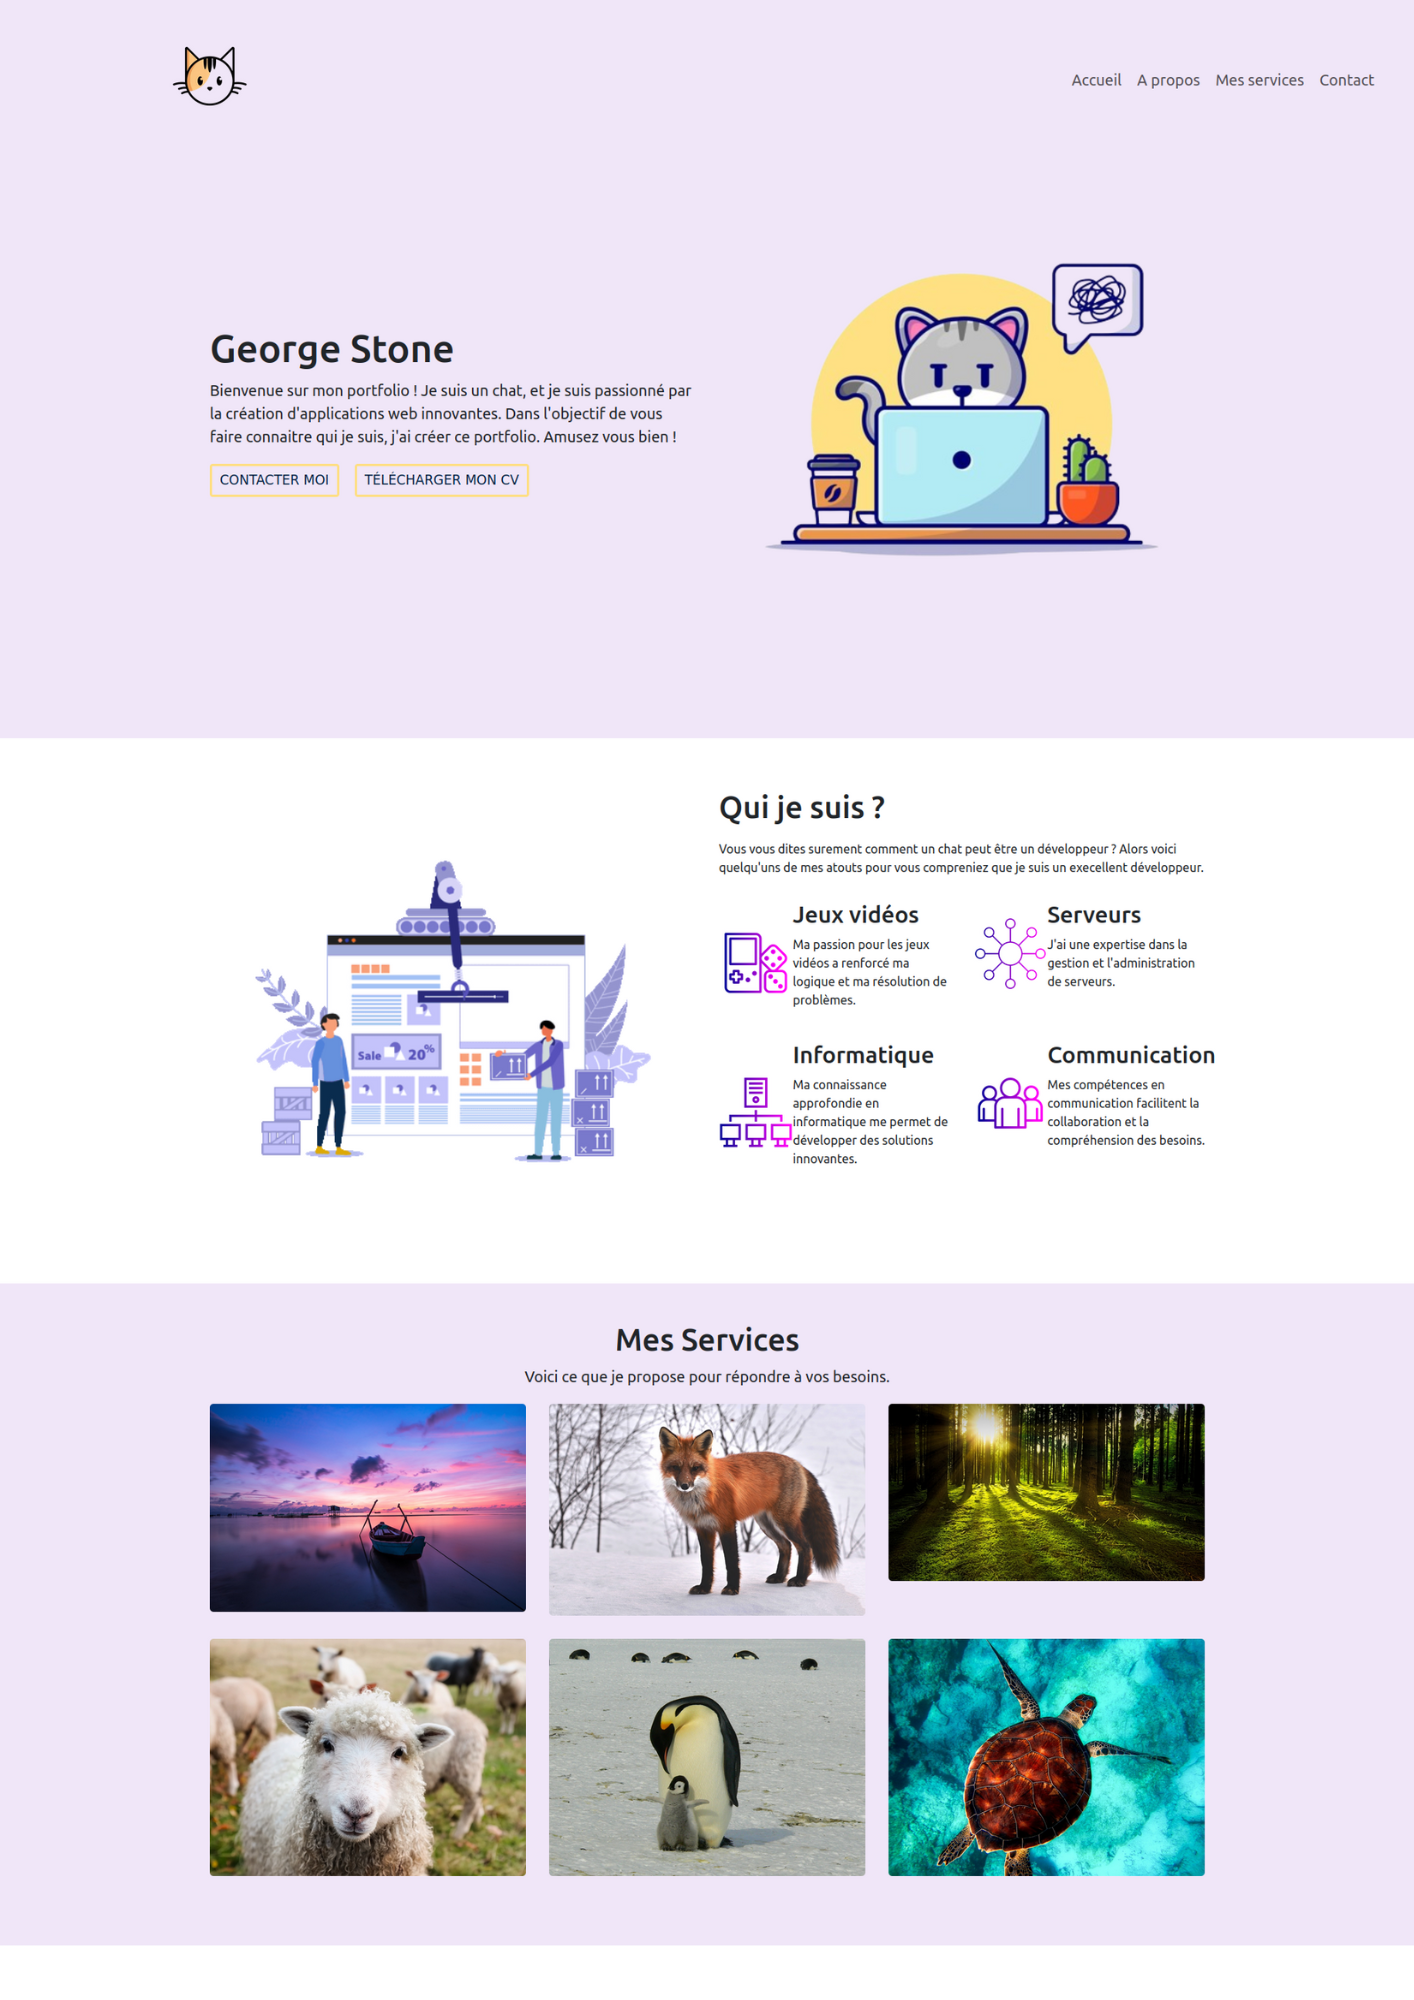 Accueil A propos Mes services Contact
George Stone
Bienvenue sur mon portfolio ! Je suis un chat, et je suis passionné par
la création d'applications web innovantes. Dans l'objectif de vous
faire connaitre qui je suis, j'ai créer ce portfolio. Amusez vous bien !
CONTACTER MOI
TÉLÉCHARGER MON CV
Qui je suis ?
Vous vous dites surement comment un chat peut être un développeur ? Alors voici
quelqu'uns de mes atouts pour vous compreniez que je suis un execellent développeur.
Sale 20%
Jeux vidéos
Ma passion pour les jeux
vidéos a renforcé ma
logique et ma résolution de
problèmes.
Serveurs
J'ai une expertise dans la
gestion et l'administration
de serveurs.
Informatique
Ma connaissance
approfondie en
informatique me permet de
développer des solutions
innovantes.
Communication
Mes compétences en
communication facilitent la
collaboration et la
compréhension des besoins.
Mes Services
Voici ce que je propose pour répondre à vos besoins.